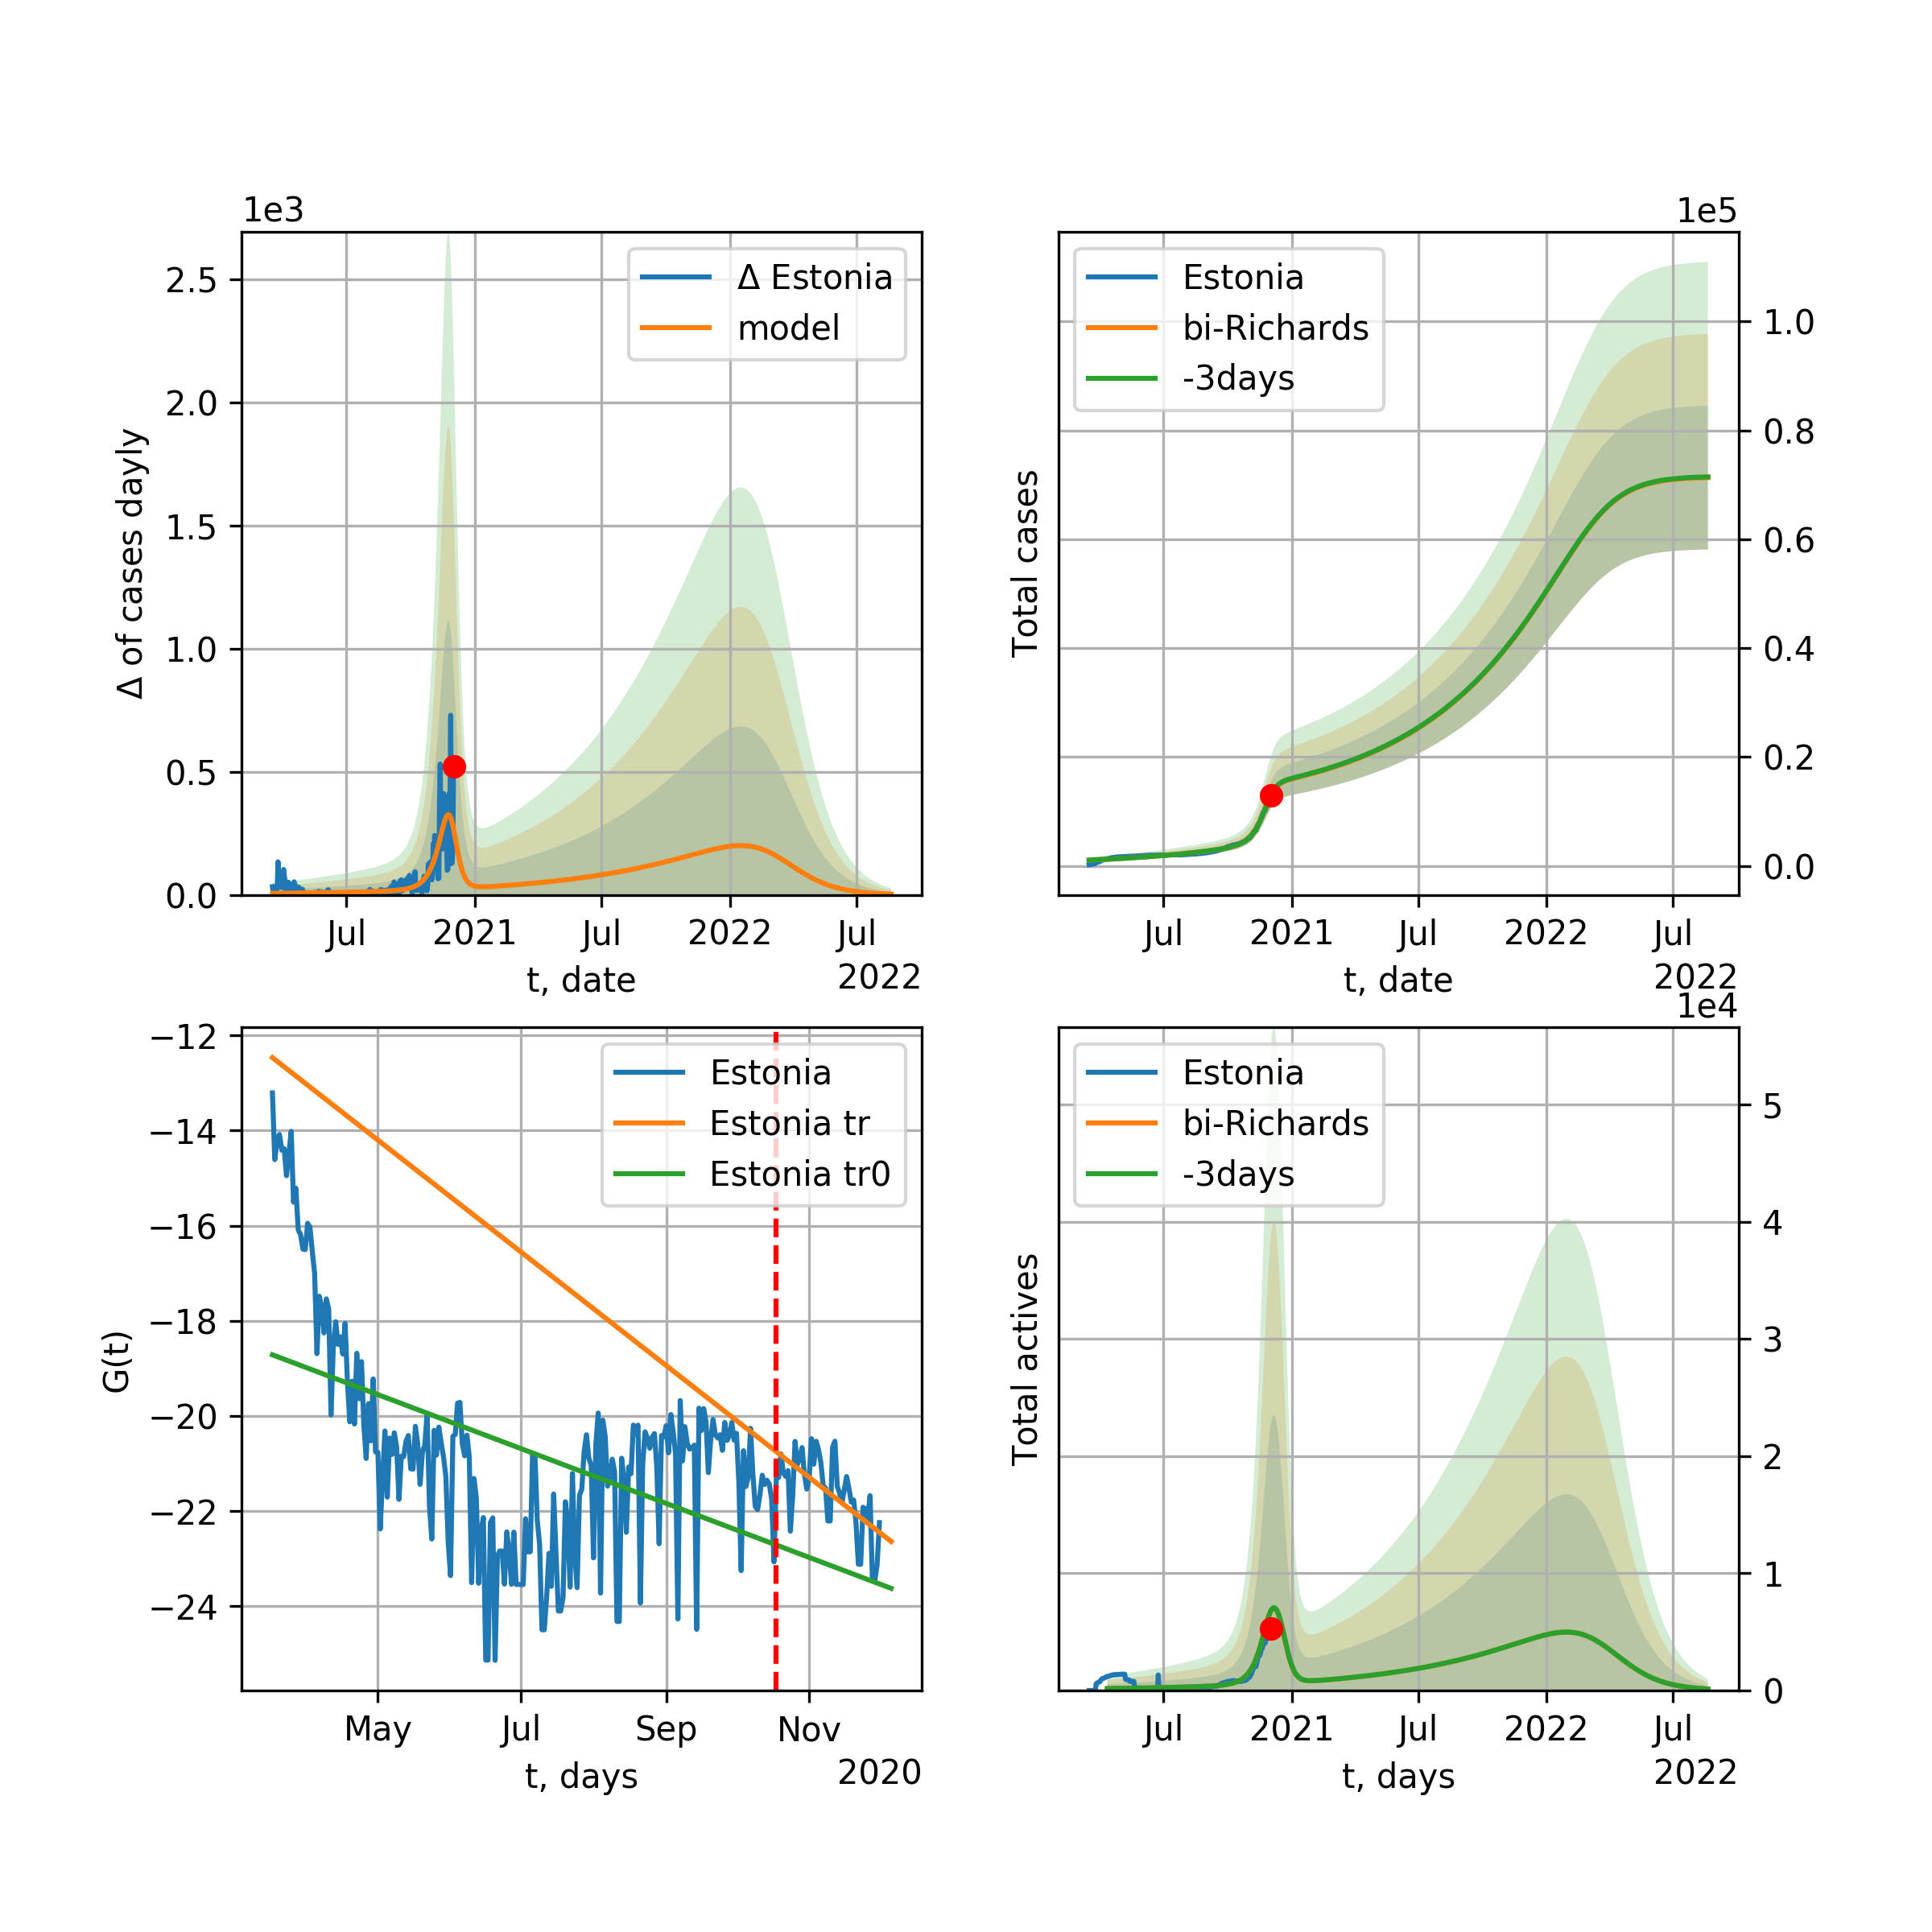 1e3
2.5
2.0
1.5
1.0
0.5
0.0
Δ of cases dayly
Δ Estonia
model
Jul
2021
Jul
2022
Jul
t, date
2022
1e5
Total cases
Estonia
bi-Richards
-3days
1.0
0.8
0.6
0.4
0.2
0.0
Jul
2021
Jul
2022
Jul
t, date
2022
−12
−14
−16
−18
−20
−22
−24
G(t)
Estonia
Estonia tr
Estonia tr0
May
Jul
Sep
Nov
t, days
2020
1e4
Total actives
Estonia
bi-Richards
-3days
5
4
3
2
1
0
Jul
2021
Jul
2022
Jul
t, days
2022